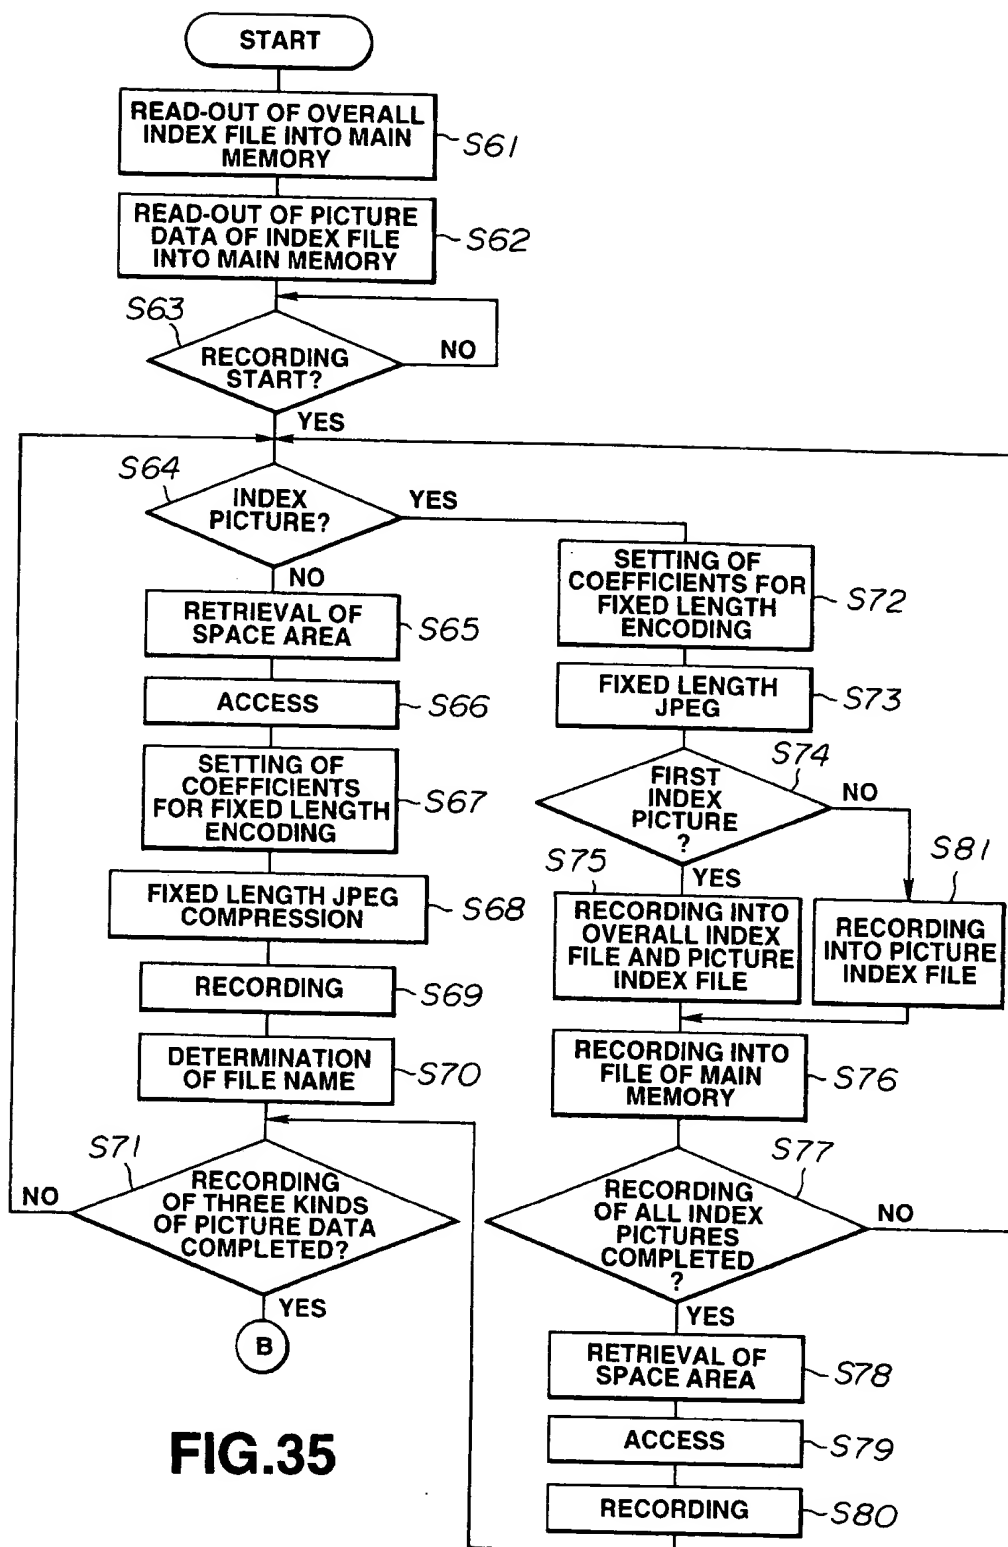 START
READ-OUT OF OVERALL
INDEX FILE INTO MAIN
MEMORY
S61
READ-OUT OF PICTURE
DATA OF INDEX FILE
INTO MAIN MEMORY
S62
S63
RECORDING
START?
NO
YES
S64
INDEX
PICTURE?
YES
NO
RETRIEVAL OF
SPACE AREA
S65
ACCESS
S66
SETTING OF
COEFFICIENTS
FOR FIXED LENGTH
ENCODING
S67
FIXED LENGTH JPEG
COMPRESSION
S68
RECORDING
S69
DETERMINATION
OF FILE NAME
S70
S71
RECORDING
OF THREE KINDS
OF PICTURE DATA
COMPLETED?
NO
YES
B
SETTING OF
COEFFICIENTS FOR
FIXED LENGTH
ENCODING
S72
FIXED LENGTH
JPEG
S73
S74
FIRST
INDEX
PICTURE
?
NO
YES
S75
RECORDING INTO
OVERALL INDEX
FILE AND PICTURE
INDEX FILE
S81
RECORDING
INTO PICTURE
INDEX FILE
RECORDING INTO
FILE OF MAIN
MEMORY
S76
S77
RECORDING
OF ALL INDEX
PICTURES
COMPLETED
?
NO
YES
RETRIEVAL OF
SPACE AREA
S78
ACCESS
S79
RECORDING
S80
FIG.35